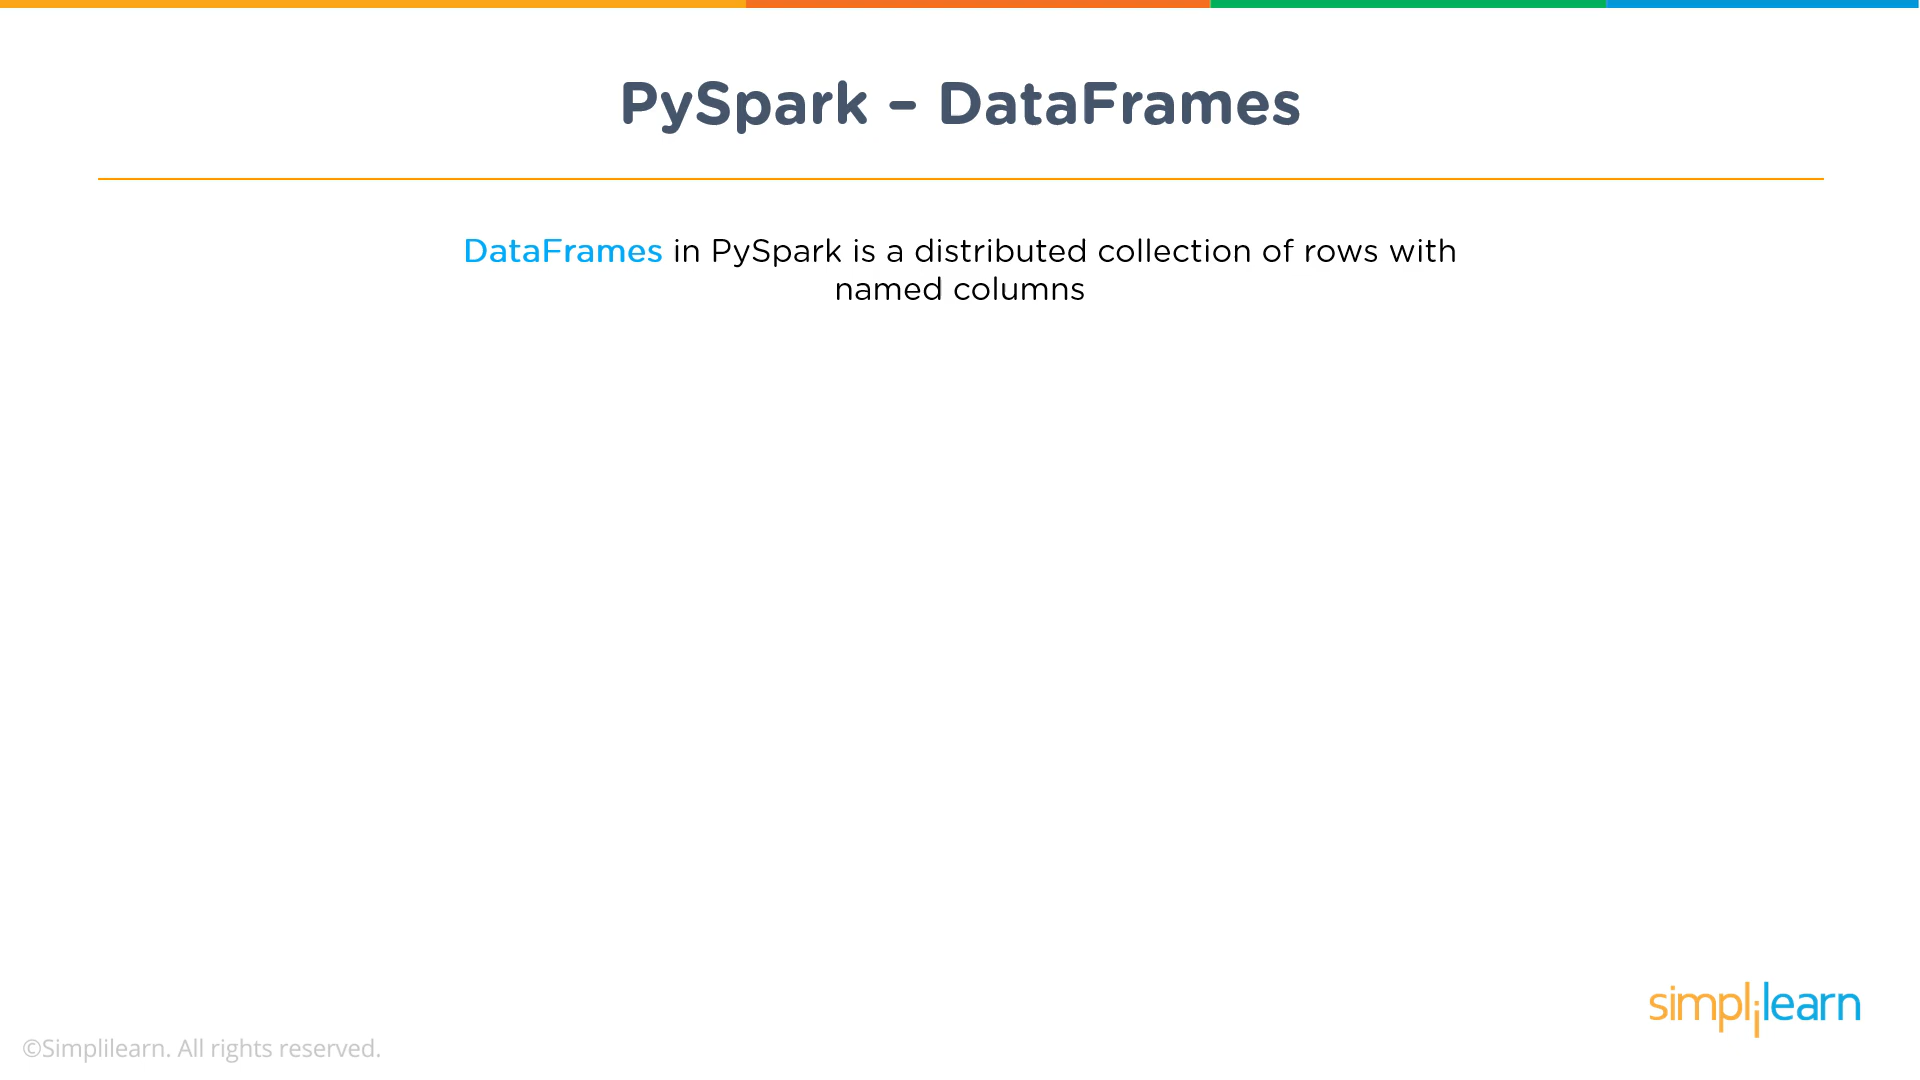 PySpark – DataFrames
DataFrames in PySpark is a distributed collection of rows with
named columns
simplilearn
©Simplilearn. All rights reserved.